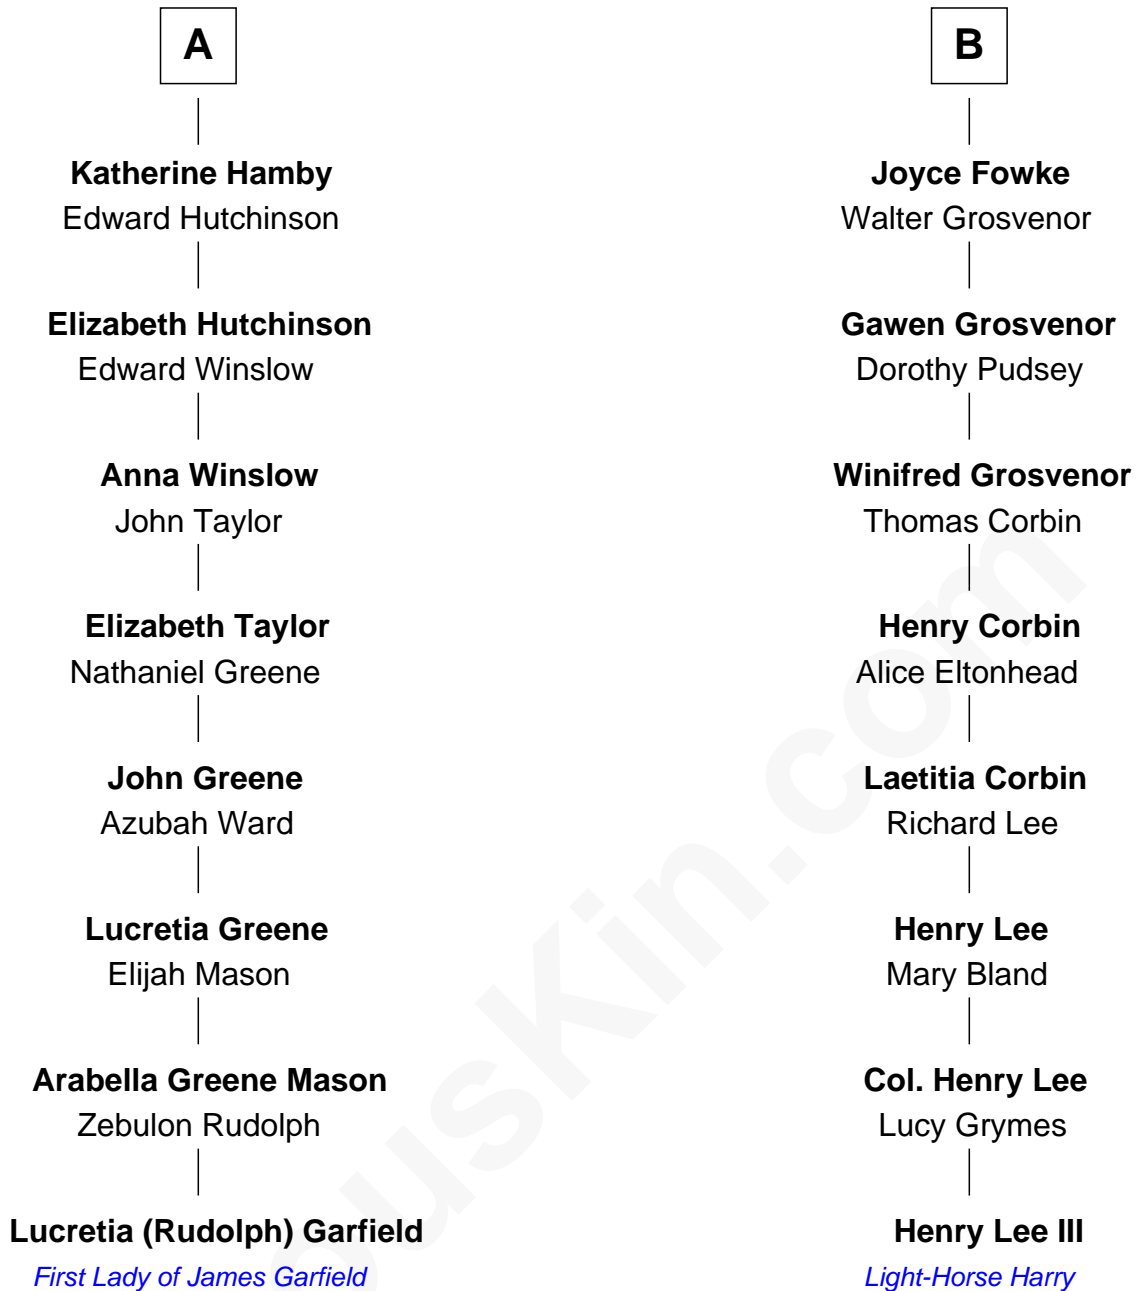 A
Katherine Hamby
Edward Hutchinson
Elizabeth Hutchinson
Edward Winslow
Anna Winslow
John Taylor
Elizabeth Taylor
Nathaniel Greene
John Greene
Azubah Ward
Lucretia Greene
Elijah Mason
Arabella Greene Mason
Zebulon Rudolph
Lucretia (Rudolph) Garfield
First Lady of James Garfield
B
Joyce Fowke
Walter Grosvenor
Gawen Grosvenor
Dorothy Pudsey
Winifred Grosvenor
Thomas Corbin
Henry Corbin
Alice Eltonhead
Laetitia Corbin
Richard Lee
Henry Lee
Mary Bland
Col. Henry Lee
Lucy Grymes
Henry Lee III
Light-Horse Harry
ousKin.com